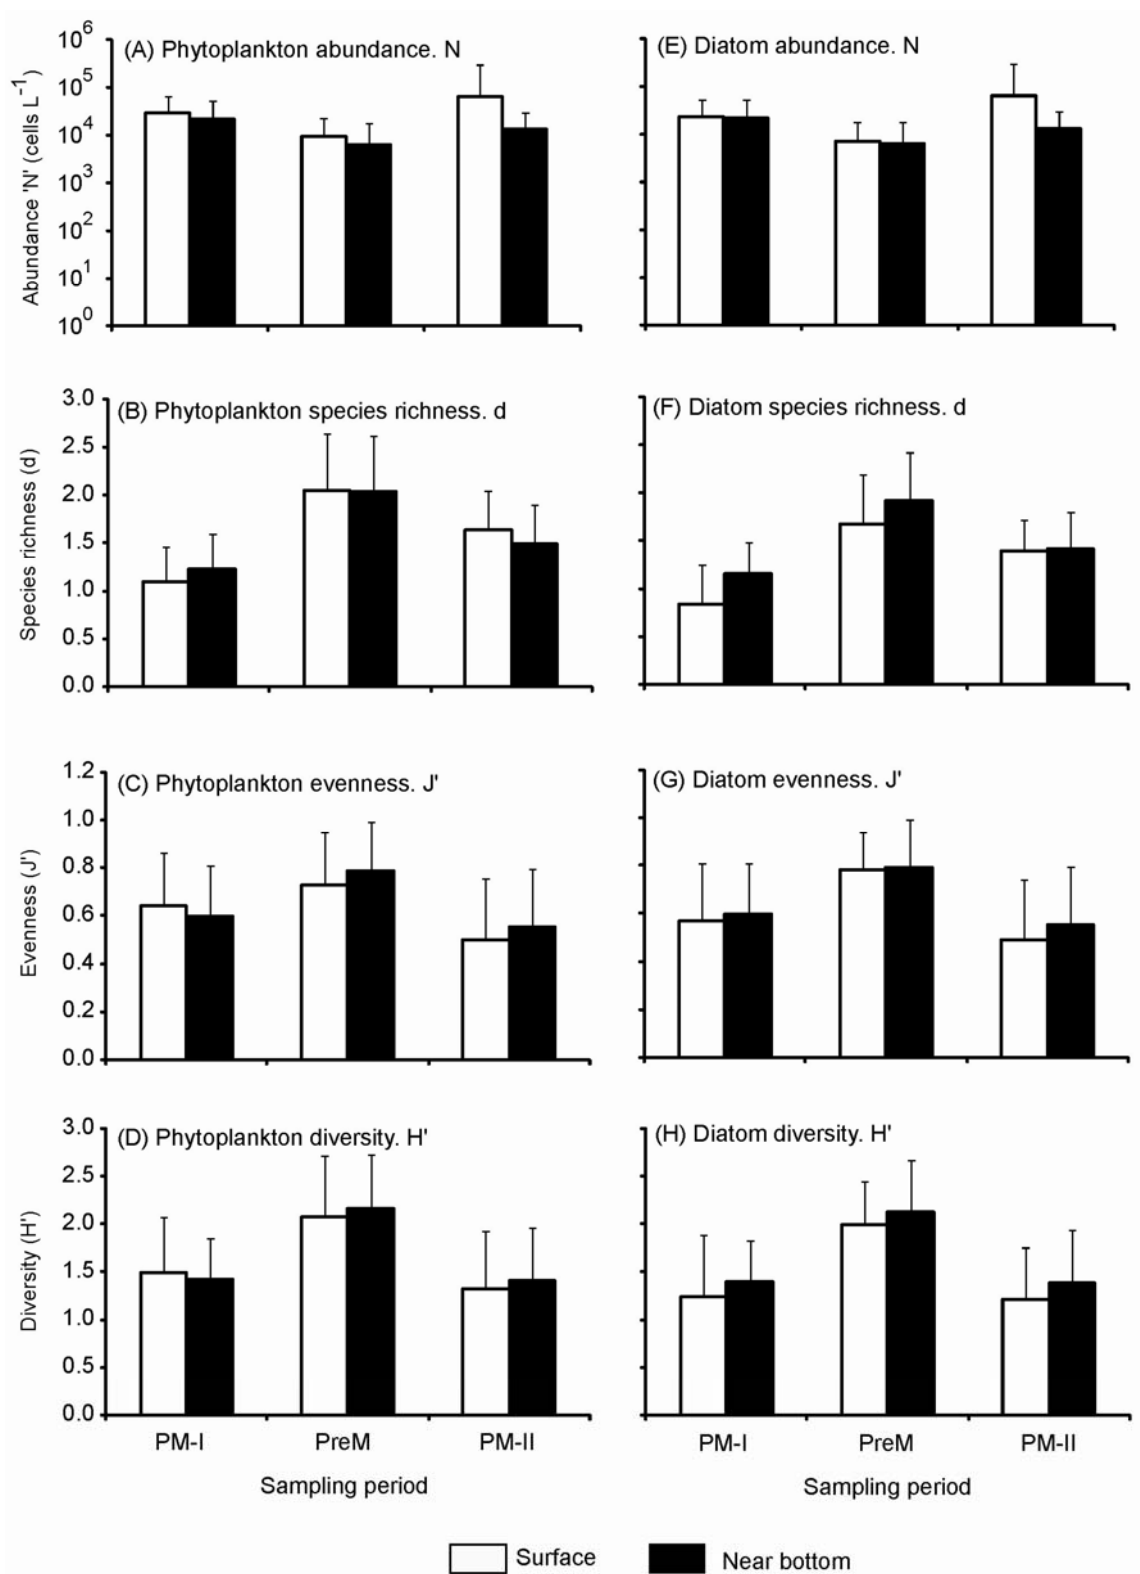 (A) Phytoplankton abundance. N
Abundance 'N' (cells L⁻¹)
10⁶
10⁵
10⁴
10³
10²
10¹
10⁰
(E) Diatom abundance. N
(B) Phytoplankton species richness. d
Species richness (d)
3.0
2.5
2.0
1.5
1.0
0.5
0.0
(F) Diatom species richness. d
(C) Phytoplankton evenness. J'
Evenness (J')
1.2
1.0
0.8
0.6
0.4
0.2
0.0
(G) Diatom evenness. J'
(D) Phytoplankton diversity. H'
Diversity (H')
3.0
2.5
2.0
1.5
1.0
0.5
0.0
PM-I PreM PM-II
Sampling period
(H) Diatom diversity. H'
PM-I PreM PM-II
Sampling period
Surface Near bottom